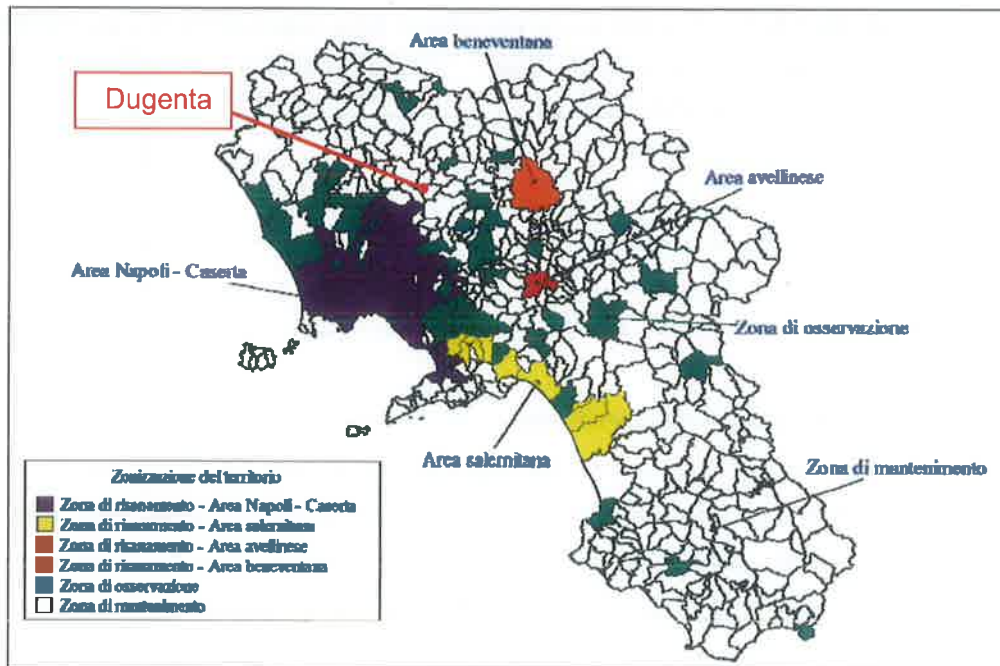 Area beneventana
Dugenta
Area avellinese
Area Napoli - Caserta
Zona di osservazione
Area salernitana
Zona di mantenimento
Zonizzazione del territorio
Zona di risanamento - Area Napoli - Caserta
Zona di risanamento - Area salernitana
Zona di risanamento - Area avellinese
Zona di risanamento - Area beneventana
Zona di osservazione
Zona di mantenimento